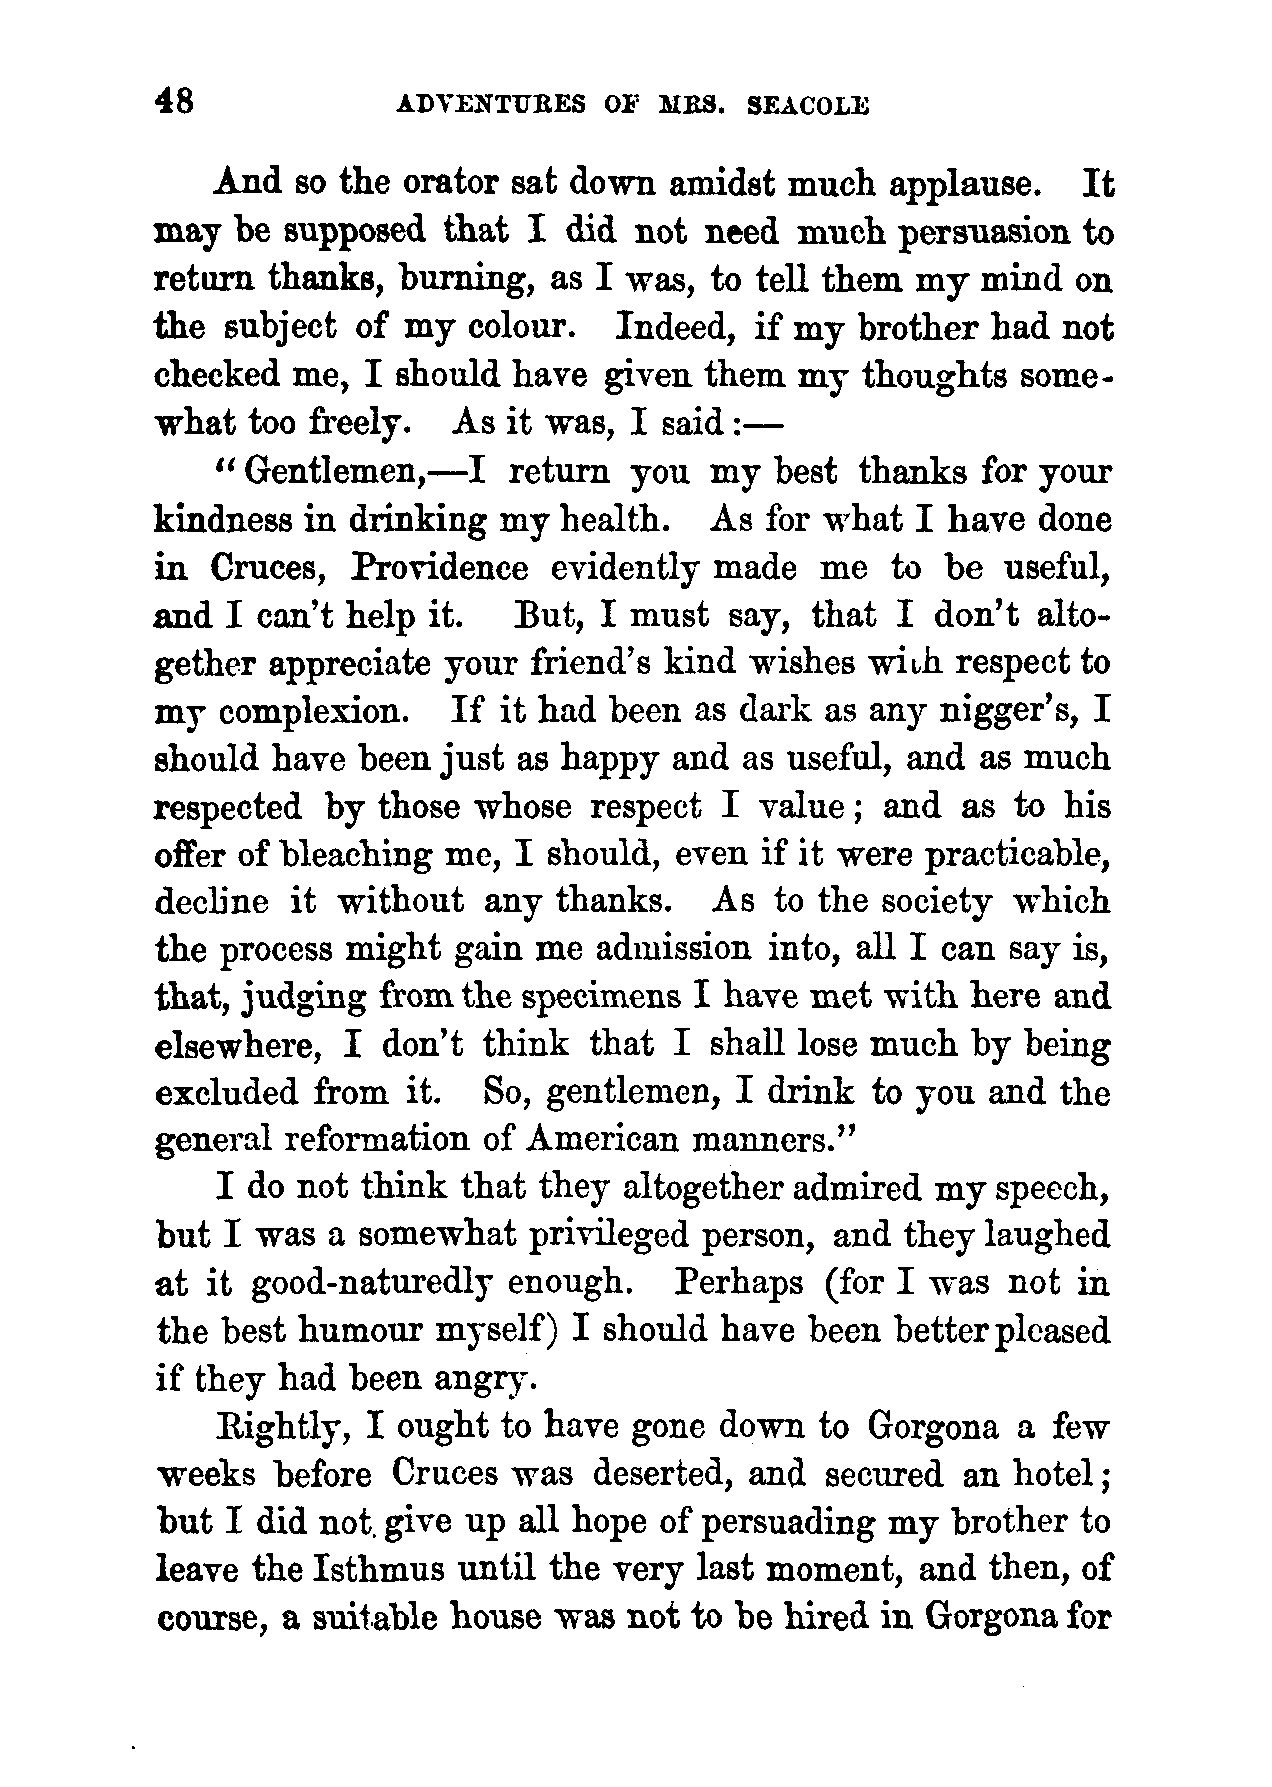 48 ADVENTURES OF MRS. SEACOLE
And so the orator sat down amidst much applause. It
may be supposed that I did not need much persuasion to
return thanks, burning, as I was, to tell them my mind on
the subject of my colour. Indeed, if my brother had not
checked me, I should have given them my thoughts some-
what too freely. As it was, I said :—
“ Gentlemen,—I return you my best thanks for your
kindness in drinking my health. As for what I have done
in Cruces, Providence evidently made me to be useful,
and I can’t help it. But, I must say, that I don’t alto-
gether appreciate your friend’s kind wishes with respect to
my complexion. If it had been as dark as any nigger’s, I
should have been just as happy and as useful, and as much
respected by those whose respect I value ; and as to his
offer of bleaching me, I should, even if it were practicable,
decline it without any thanks. As to the society which
the process might gain me admission into, all I can say is,
that, judging from the specimens I have met with here and
elsewhere, I don’t think that I shall lose much by being
excluded from it. So, gentlemen, I drink to you and the
general reformation of American manners.”
I do not think that they altogether admired my speech,
but I was a somewhat privileged person, and they laughed
at it good-naturedly enough. Perhaps (for I was not in
the best humour myself) I should have been better pleased
if they had been angry.
Rightly, I ought to have gone down to Gorgona a few
weeks before Cruces was deserted, and secured an hotel ;
but I did not give up all hope of persuading my brother to
leave the Isthmus until the very last moment, and then, of
course, a suitable house was not to be hired in Gorgona for